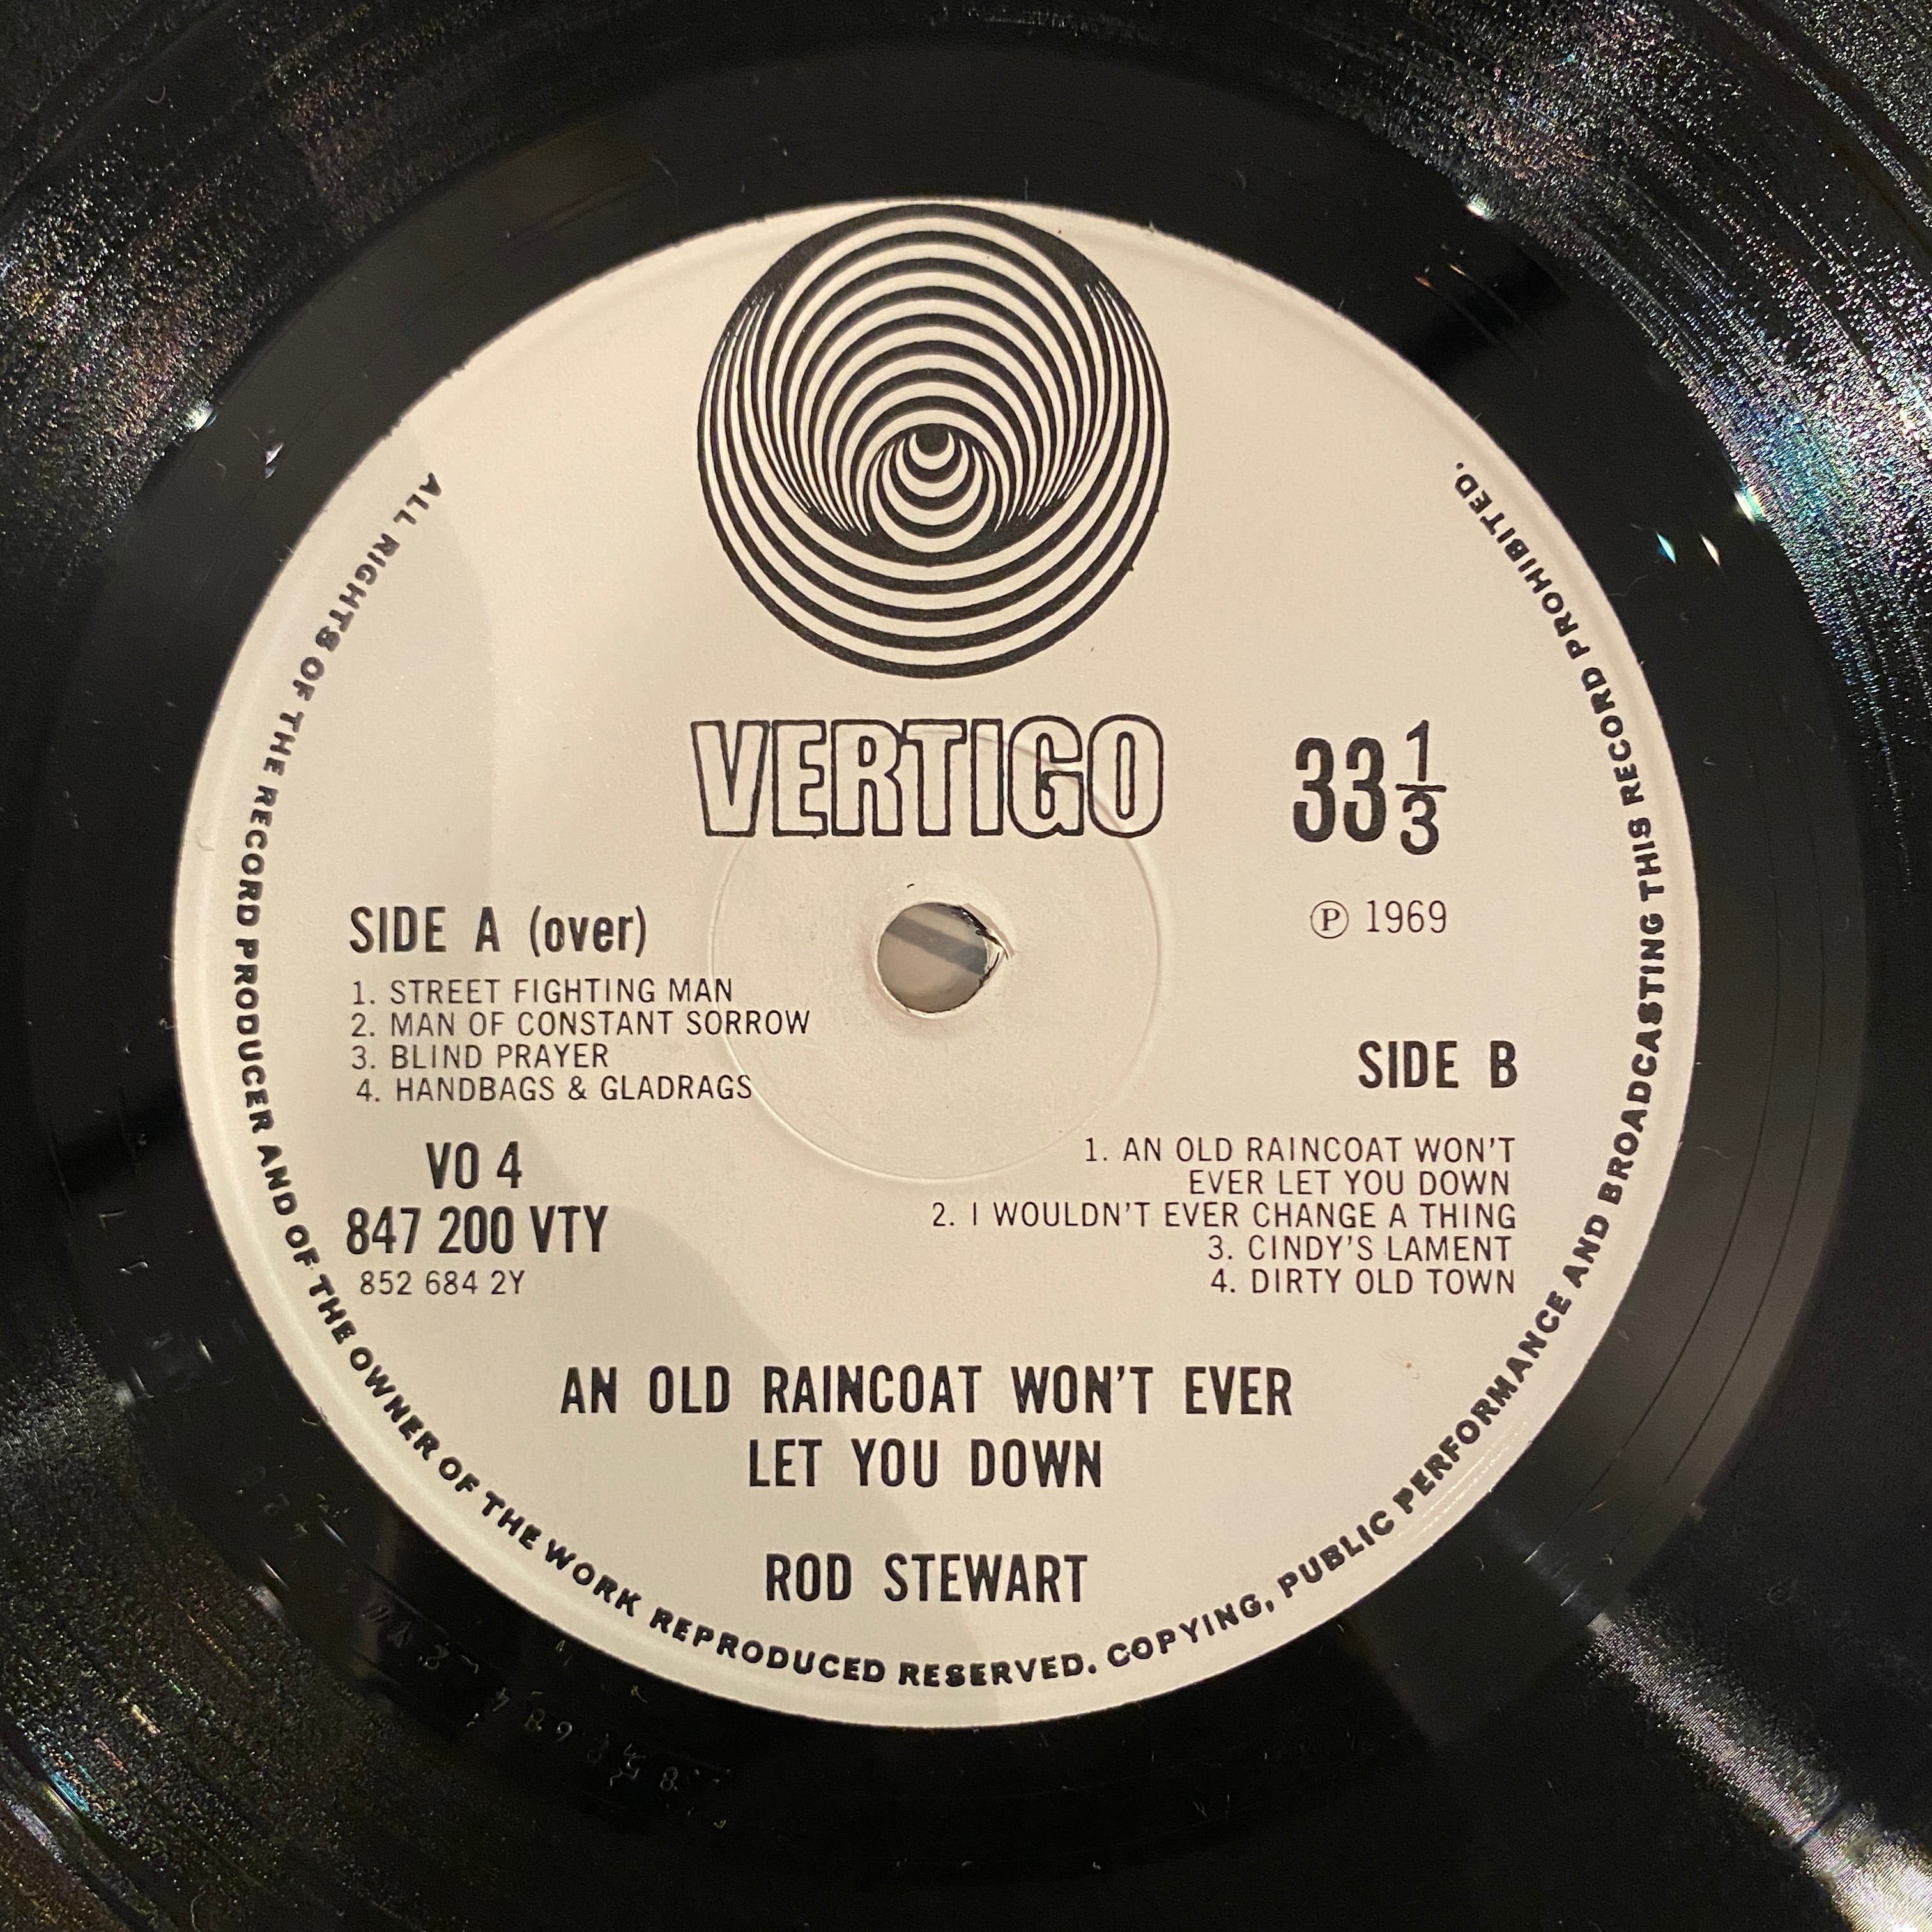 VERTIGO
33 1/3
℗ 1969
SIDE A (over)
1. STREET FIGHTING MAN
2. MAN OF CONSTANT SORROW
3. BLIND PRAYER
4. HANDBAGS & GLADRAGS
VO 4
847 200 VTY
852 684 2Y
SIDE B
1. AN OLD RAINCOAT WON'T
EVER LET YOU DOWN
2. I WOULDN'T EVER CHANGE A THING
3. CINDY'S LAMENT
4. DIRTY OLD TOWN
AN OLD RAINCOAT WON'T EVER
LET YOU DOWN
ROD STEWART
ALL RIGHTS OF THE RECORD PRODUCER AND OF THE OWNER OF THE WORK REPRODUCED RESERVED. COPYING, PUBLIC PERFORMANCE AND BROADCASTING THIS RECORD PROHIBITED.